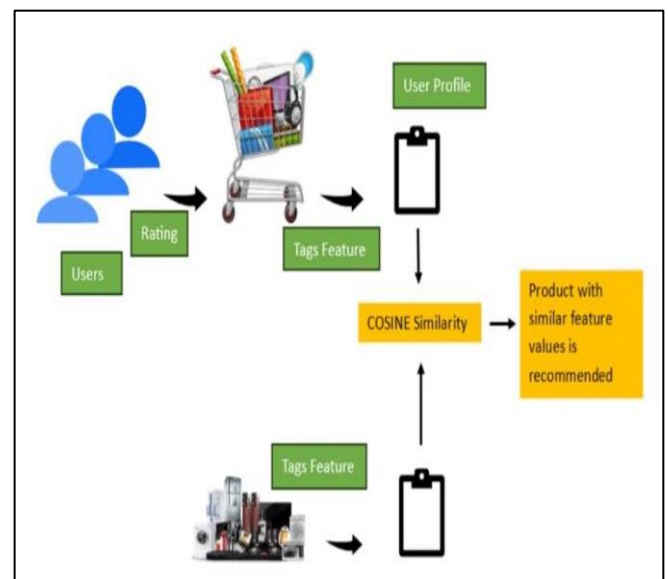 User Profile
Rating
Tags Feature
Users
COSINE Similarity
Product with
similar feature
values is
recommended
Tags Feature